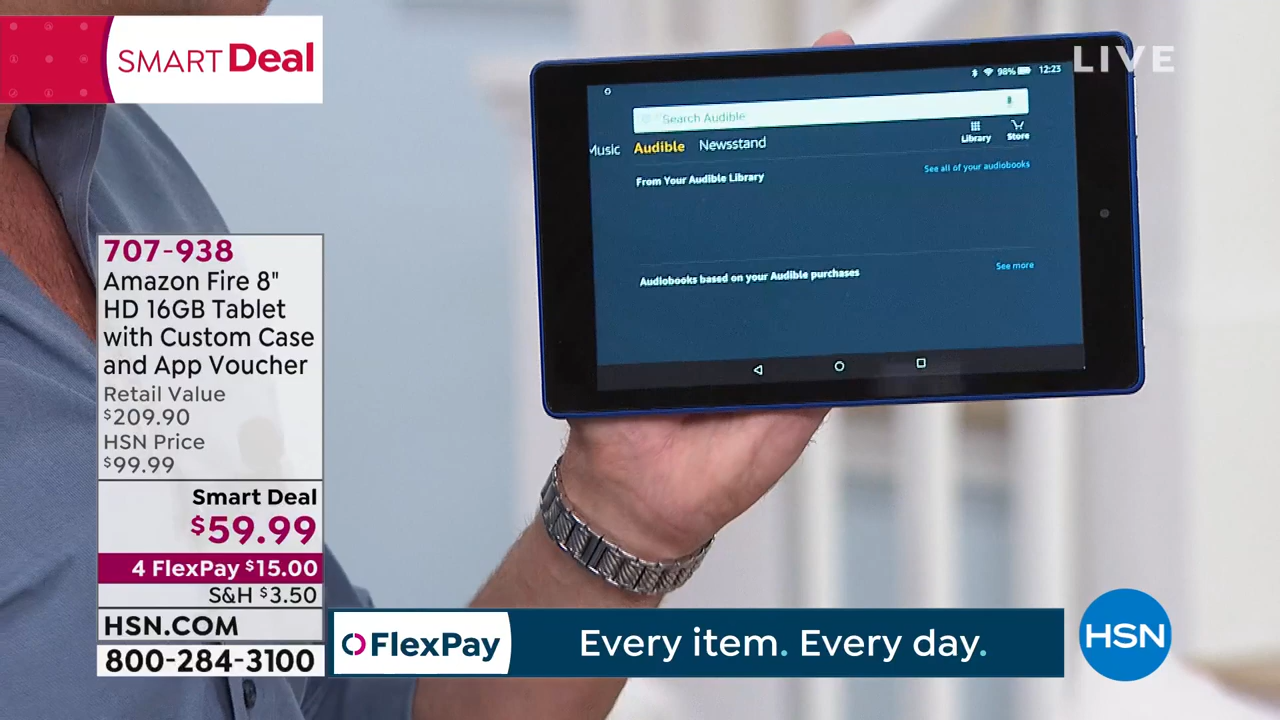 SMART Deal
LIVE
98% 12:23
Search Audible
Music Audible Newsstand
Library Store
From Your Audible Library
See all of your audiobooks
Audiobooks based on your Audible purchases
See more
707-938
Amazon Fire 8"
HD 16GB Tablet
with Custom Case
and App Voucher
Retail Value
$209.90
HSN Price
$99.99
Smart Deal
$59.99
4 FlexPay $15.00
S&H $3.50
HSN.COM
800-284-3100
FlexPay
Every item. Every day.
HSN